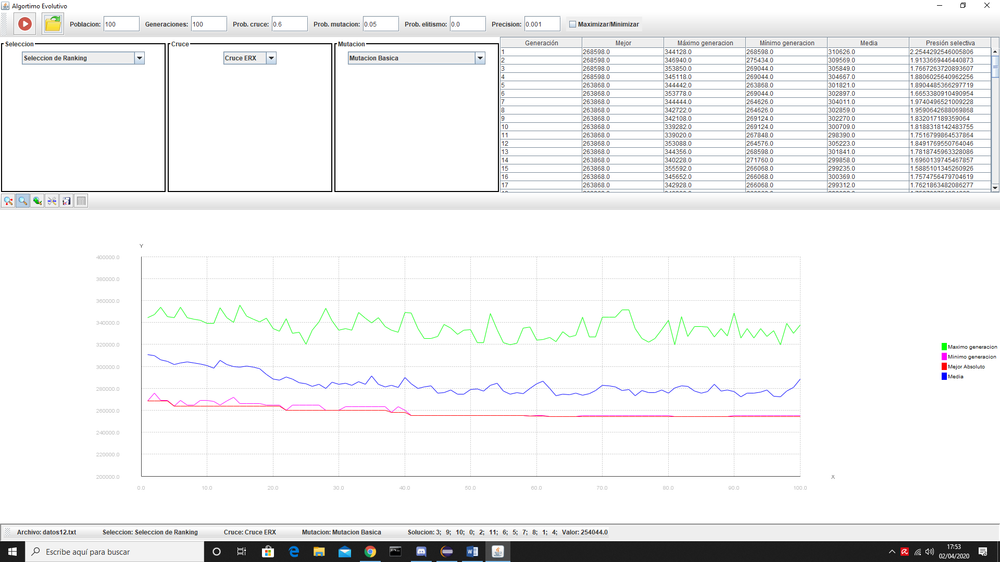 Algortimo Evolutivo
Poblacion: 100 Generaciones: 100 Prob. cruce: 0.6 Prob. mutacion: 0.05 Prob. elitismo: 0.0 Precision: 0.001 Maximizar/Minimizar
Seleccion
Seleccion de Ranking
Cruce
Cruce ERX
Mutacion
Mutacion Basica
Generación Mejor Máximo generacion Mínimo generacion Media Presión selectiva
1 268598.0 344128.0 268598.0 310626.0 2.2544292546005806
2 268598.0 346940.0 275434.0 309569.0 1.9133669446440873
3 268598.0 353850.0 269044.0 305849.0 1.7667263720893607
4 268598.0 345118.0 269044.0 304667.0 1.8806025640962256
5 263868.0 344442.0 263868.0 301821.0 1.8904485366297719
6 263868.0 353778.0 269044.0 302897.0 1.6653380910490954
7 263868.0 344444.0 264626.0 304011.0 1.9740496521009228
8 263868.0 342722.0 264626.0 302859.0 1.9590642688069868
9 263868.0 342108.0 269124.0 302270.0 1.832017189359064
10 263868.0 339282.0 269124.0 300709.0 1.8188318142483755
11 263868.0 339020.0 267848.0 298390.0 1.7516799864537864
12 263868.0 353088.0 264576.0 305223.0 1.8491769550764046
13 263868.0 344356.0 268598.0 301841.0 1.7818745963328086
14 263868.0 340228.0 271760.0 299858.0 1.6960139745467857
15 263868.0 355592.0 266068.0 299235.0 1.5885101345260926
16 263868.0 345652.0 266068.0 300369.0 1.7574756479704619
17 263868.0 342928.0 266068.0 299312.0 1.7621863482086277
Y
400000.0
380000.0
360000.0
340000.0
320000.0
300000.0
280000.0
260000.0
240000.0
220000.0
200000.0
X
0.0 10.0 20.0 30.0 40.0 50.0 60.0 70.0 80.0 90.0 100.0
Maximo generacion
Minimo generacion
Mejor Absoluto
Media
Archivo: datos12.txt Seleccion: Seleccion de Ranking Cruce: Cruce ERX Mutacion: Mutacion Basica Solucion: 3; 9; 10; 0; 2; 11; 6; 5; 7; 8; 1; 4; Valor: 254044.0
Escribe aquí para buscar
17:53
02/04/2020